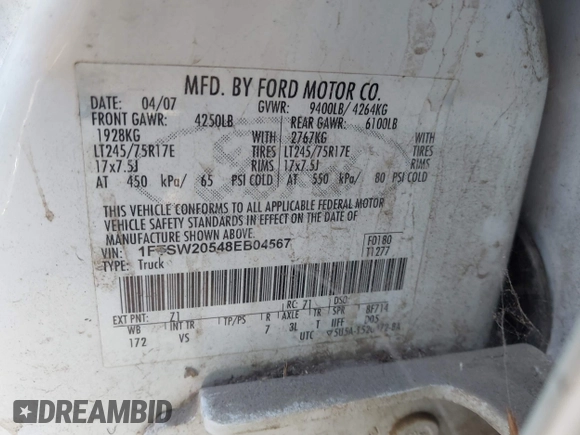 MFD. BY FORD MOTOR CO.
DATE: 04/07 GVWR: 9400LB/ 4264KG
FRONT GAWR: 4250LB REAR GAWR: 6100LB
1928KG WITH 2767KG WITH
LT245/75R17E TIRES LT245/75R17E TIRES
17x7.5J RIMS 17x7.5J RIMS
AT 450 kPa/ 65 PSI COLD AT 550 kPa/ 80 PSI COLD
THIS VEHICLE CONFORMS TO ALL APPLICABLE FEDERAL MOTOR
VEHICLE SAFETY STANDARDS IN EFFECT ON THE DATE OF
MANUFACTURE SHOWN ABOVE.
VIN: F0180
TYPE: Truck T1277
EXT PNT: Z1 RC: Z1 DSO:
WB INT TR TP/PS R AXLE TR SPR 8F714
172 VS 7 3L T UFF
UTC
DREAMBID